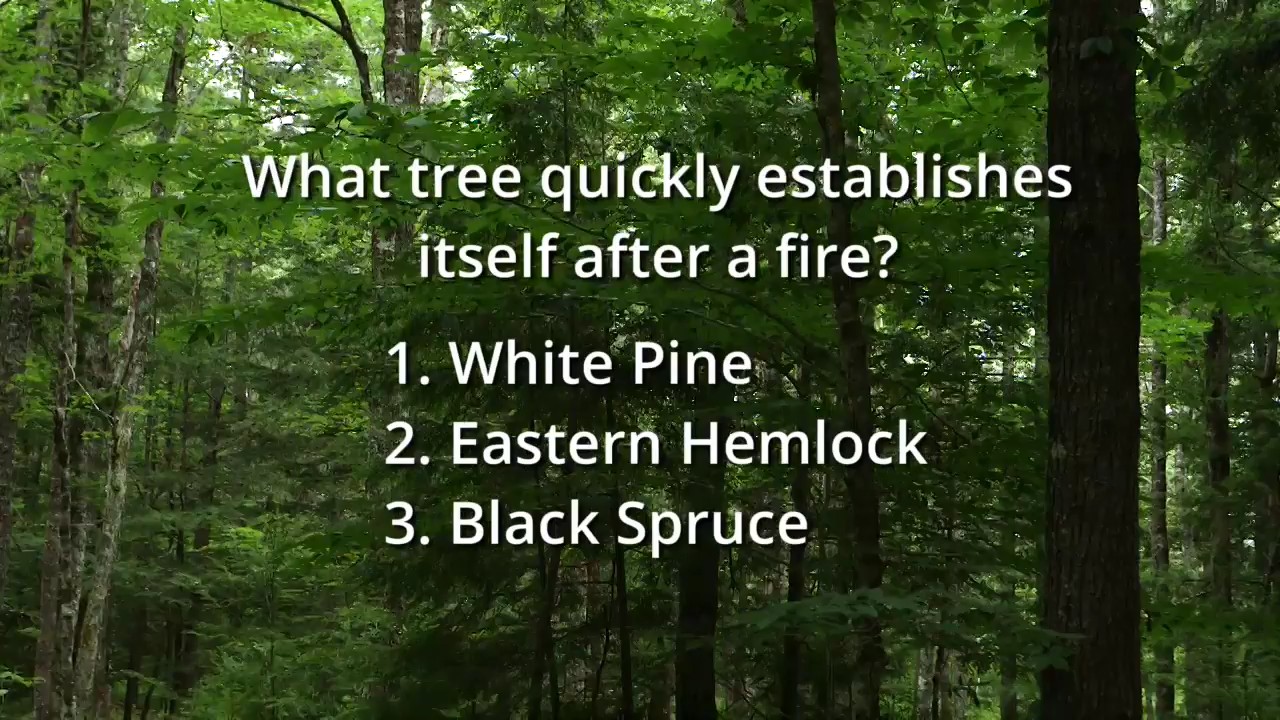 What tree quickly establishes
itself after a fire?
1. White Pine
2. Eastern Hemlock
3. Black Spruce